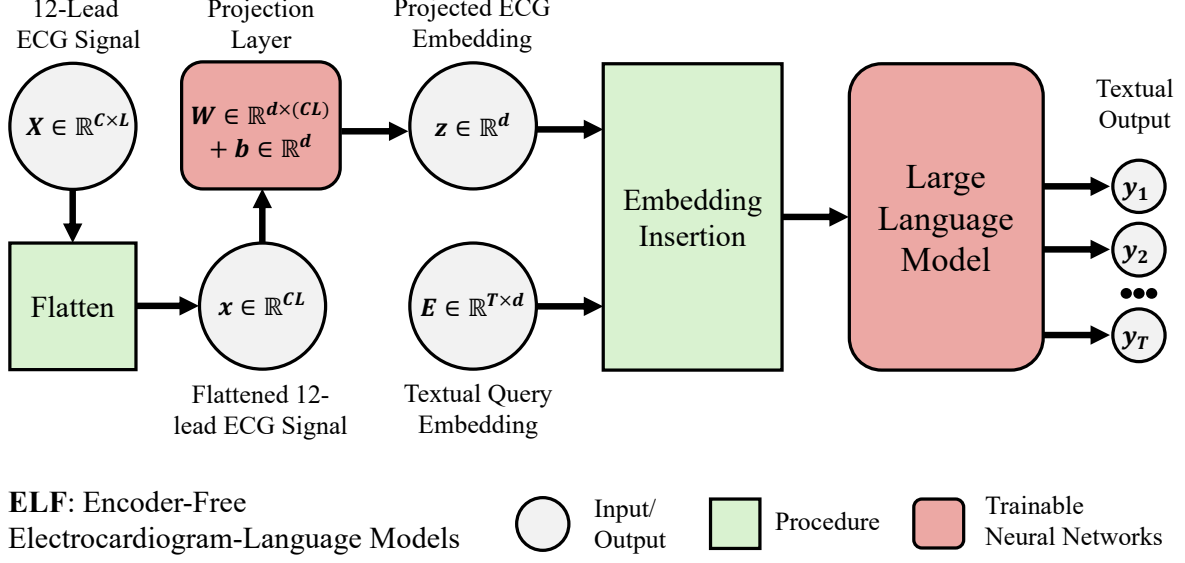 12-Lead
ECG Signal
Projection
Layer
Projected ECG
Embedding
X ∈ ℝ^{C×L}
W ∈ ℝ^{d×(CL)}
+ b ∈ ℝ^d
z ∈ ℝ^d
Flatten
x ∈ ℝ^{CL}
E ∈ ℝ^{T×d}
Flattened 12-
lead ECG Signal
Textual Query
Embedding
Embedding
Insertion
Large
Language
Model
Textual
Output
y₁
y₂
•••
y_T
ELF: Encoder-Free
Electrocardiogram-Language Models
Input/
Output
Procedure
Trainable
Neural Networks